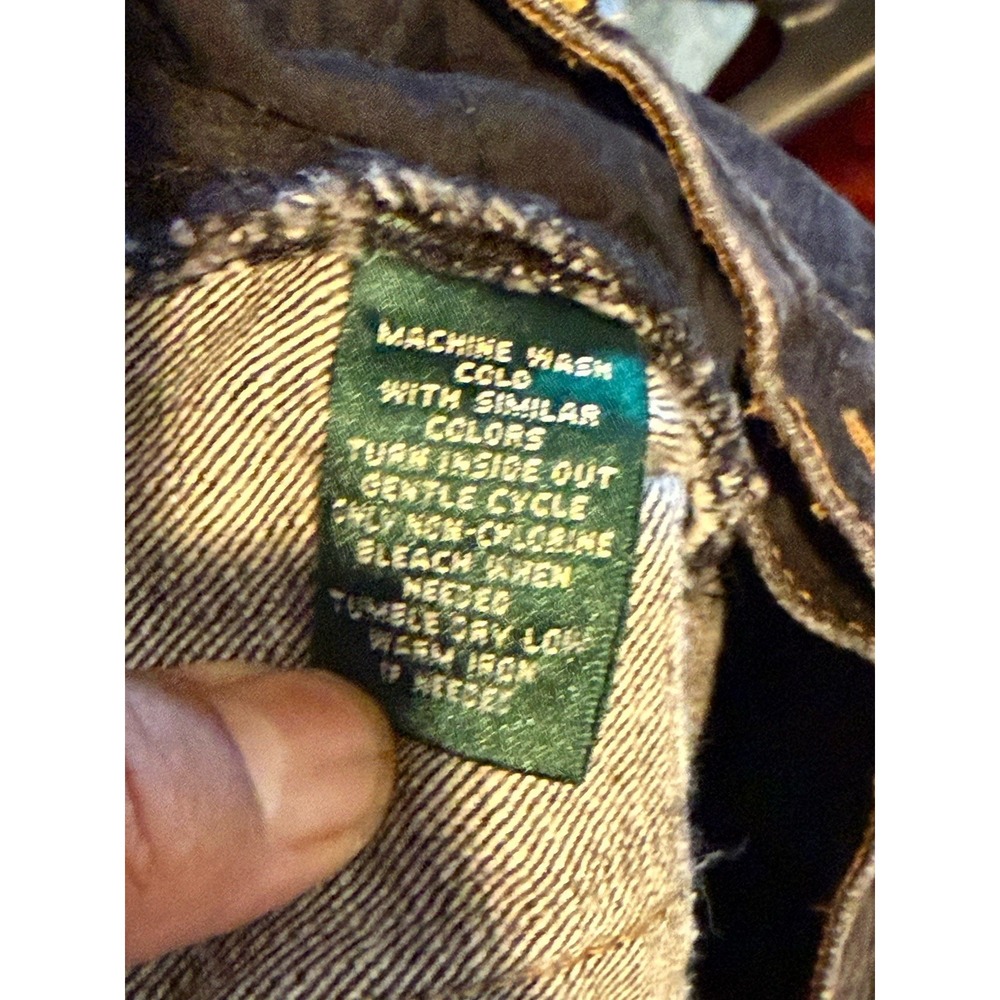 MACHINE WASH
COLD
WITH SIMILAR
COLORS
TURN INSIDE OUT
GENTLE CYCLE
ONLY NON-CHLORINE
BLEACH WHEN
NEEDED
TUMBLE DRY LOW
WARM IRON
IF NEEDED